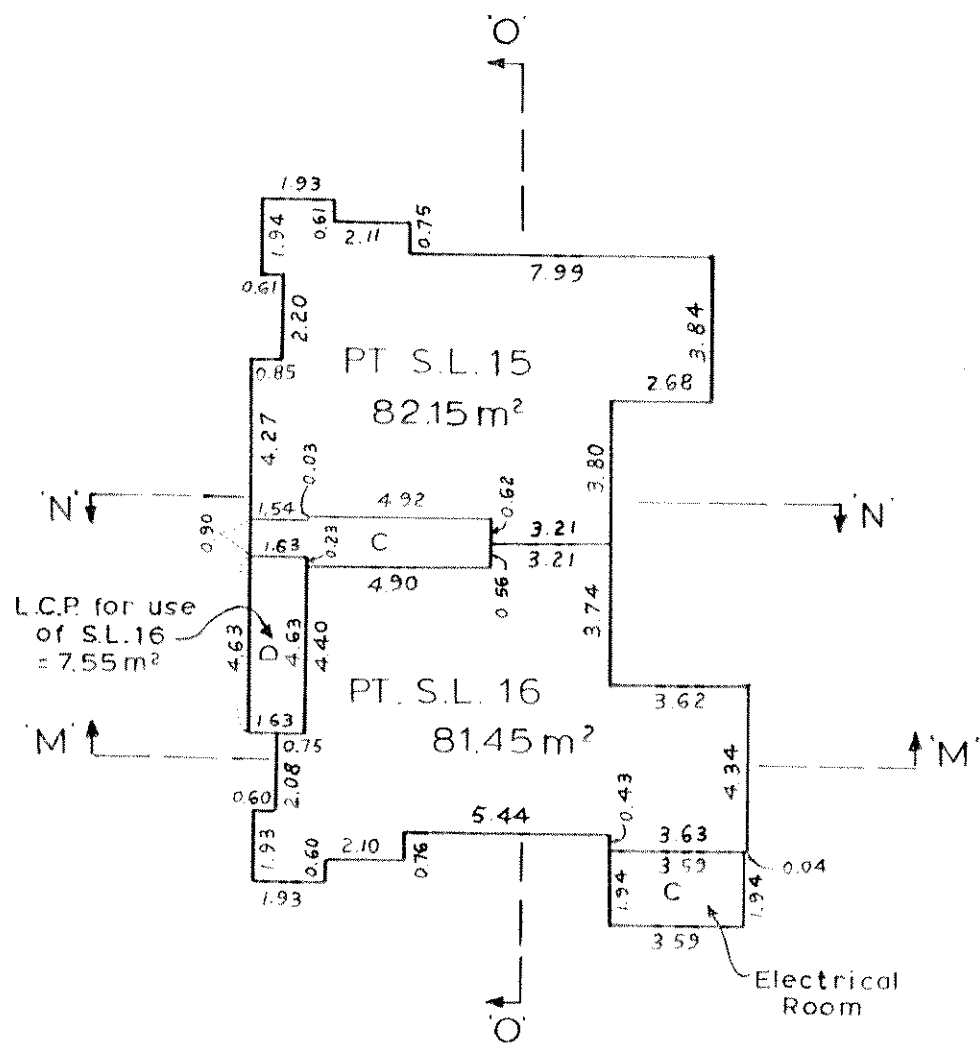 'O'
1.93
1.94
0.61
2.11
0.75
7.99
0.61
2.20
3.84
PT S.L. 15
82.15 m²
2.68
0.85
4.27
0.03
3.80
4.92
0.62
'N'
'N'
1.54
0.90
1.63
0.23
C
3.21
3.21
4.90
0.56
3.74
L.C.P. for use
of S.L.16
= 7.55 m²
4.63
D
4.63
4.40
PT. S.L. 16
81.45 m²
3.62
1.63
'M'
'M'
0.75
2.08
4.34
0.60
5.44
0.43
1.93
0.60
2.10
0.76
3.63
3.59
0.04
1.93
1.94
C
1.94
3.59
Electrical
Room
'O'